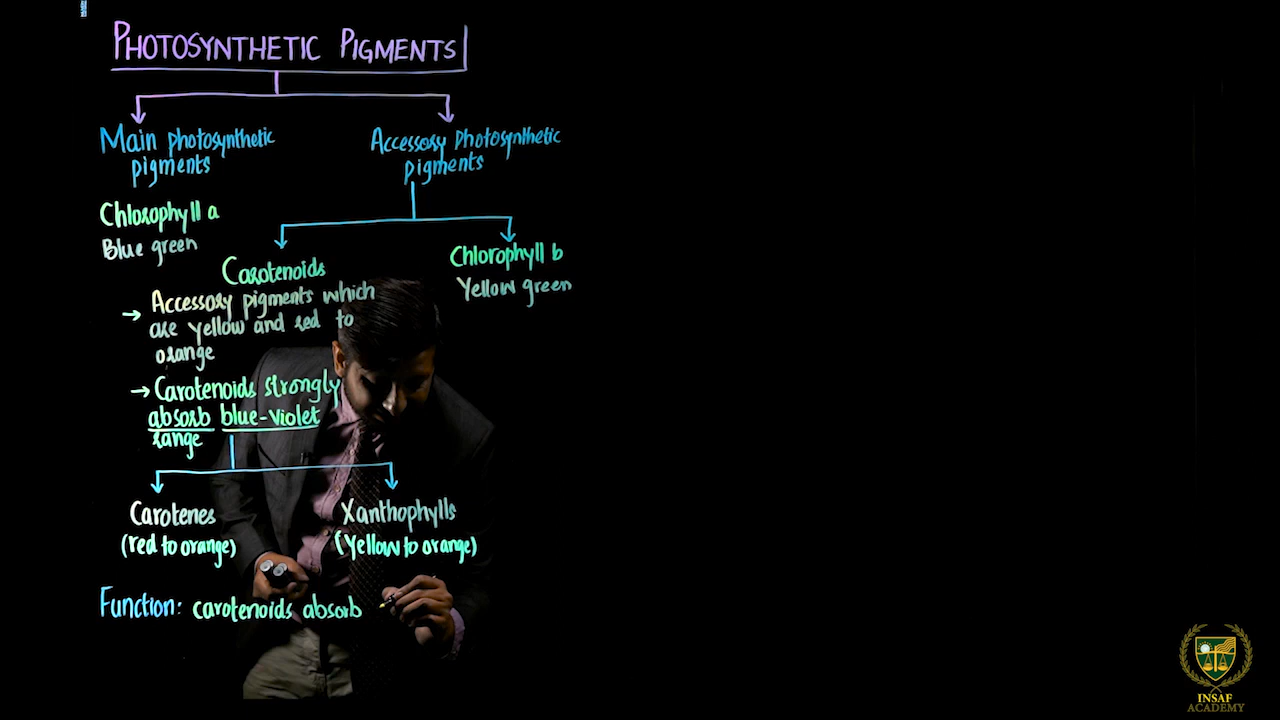 PHOTOSYNTHETIC PIGMENTS
Main photosynthetic
pigments
Accessory Photosynthetic
pigments
Chlorophyll a
Blue green
Carotenoids
Chlorophyll b
Yellow green
→ Accessory pigments which
are yellow and red to
orange
→ Carotenoids strongly
absorb blue-violet
range
Carotenes
(red to orange)
Xanthophylls
(Yellow to orange)
Function: carotenoids absorb
INSAF
ACADEMY